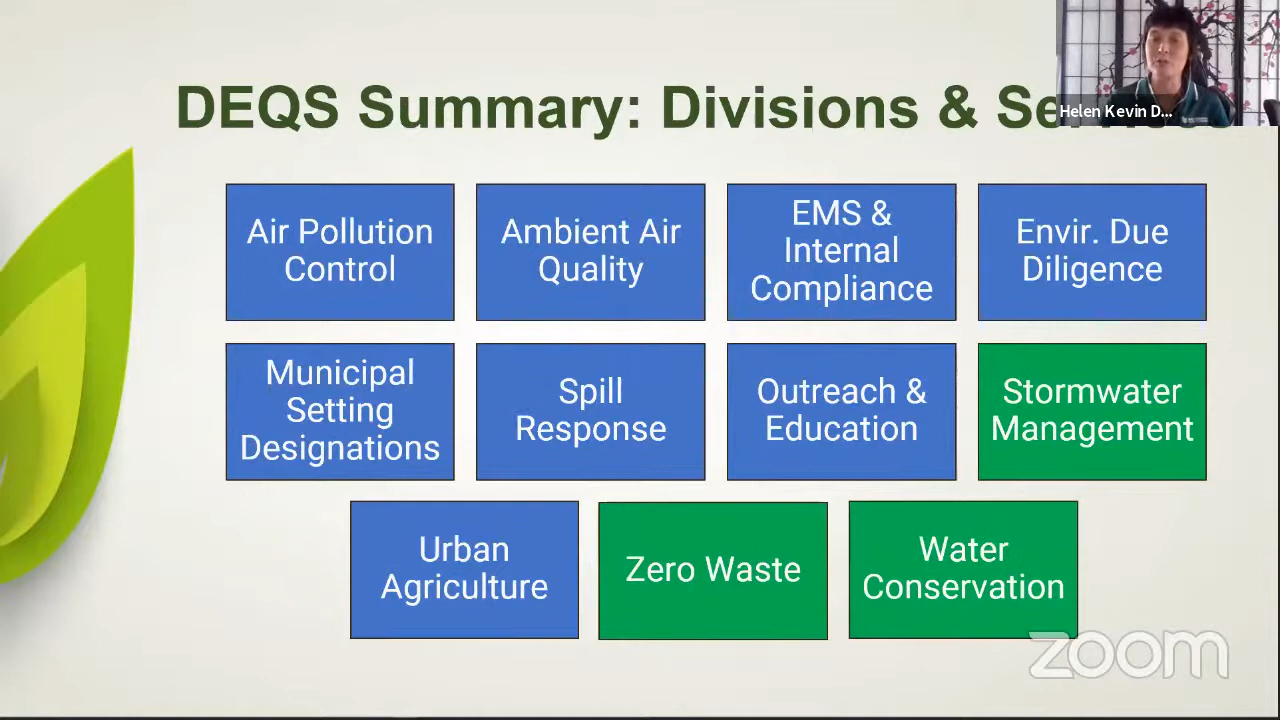 DEQS Summary: Divisions &
Helen Kevin D...
Air Pollution
Control
Ambient Air
Quality
EMS &
Internal
Compliance
Envir. Due
Diligence
Municipal
Setting
Designations
Spill
Response
Outreach &
Education
Stormwater
Management
Urban
Agriculture
Zero Waste
Water
Conservation
zoom